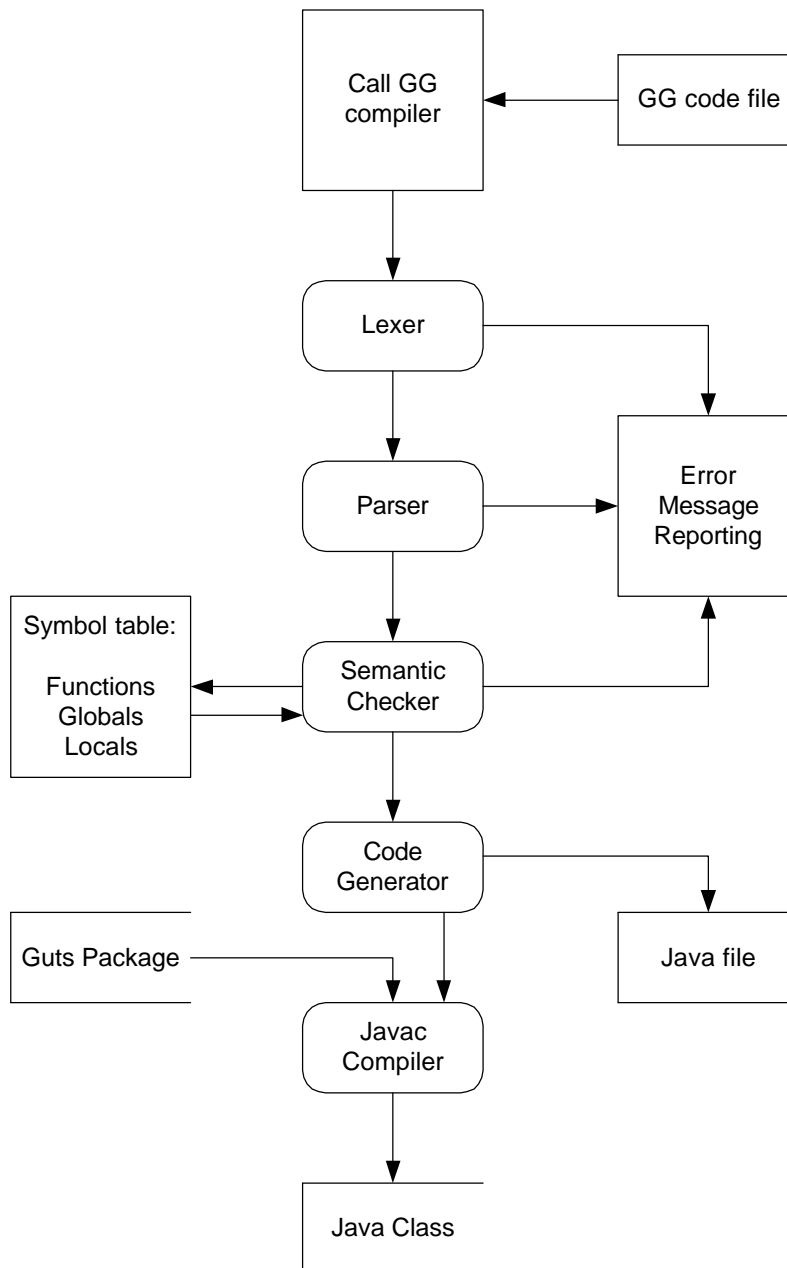 Call GG
compiler
GG code file
Lexer
Parser
Error
Message
Reporting
Symbol table:
Functions
Globals
Locals
Semantic
Checker
Code
Generator
Guts Package
Java file
Javac
Compiler
Java Class